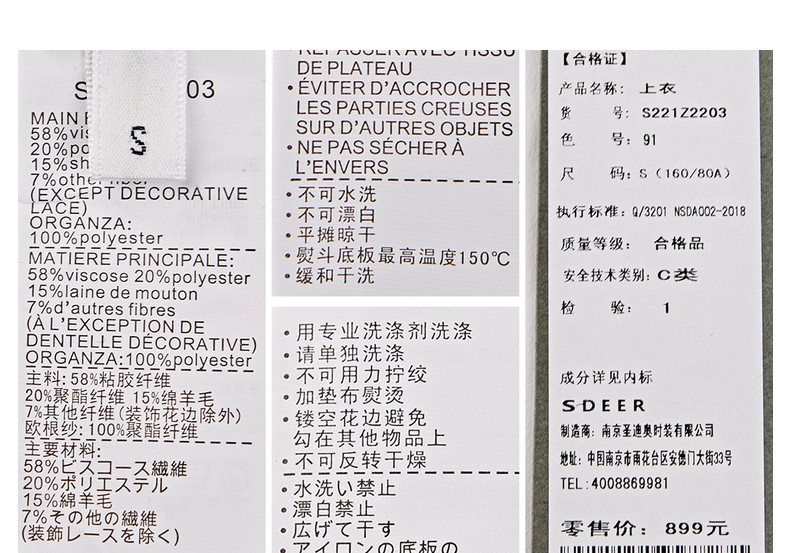 S
03
S
MAIN
58%vis
20%po
15%sh
7%othe
(EXCEPT DÉCORATIVE
LACE)
ORGANZA:
100%polyester
MATIERE PRINCIPALE:
58%viscose 20%polyester
15%laine de mouton
7%d'autres fibres
(À L'EXCEPTION DE
DENTELLE DÉCORATIVE)
ORGANZA:100%polyester
主料: 58%粘胶纤维
20%聚酯纤维 15%绵羊毛
7%其他纤维(装饰花边除外)
欧根纱: 100%聚酯纤维
主要材料:
58%ビスコース繊維
20%ポリエステル
15%綿羊毛
7%その他の繊維
(装飾レースを除く)
REPASSER AVEC TISSU
DE PLATEAU
•ÉVITER D'ACCROCHER
LES PARTIES CREUSES
SUR D'AUTRES OBJETS
•NE PAS SÉCHER À
L'ENVERS
•不可水洗
•不可漂白
•平摊晾干
•熨斗底板最高温度150℃
•缓和干洗
•用专业洗涤剂洗涤
•请单独洗涤
•不可用力拧绞
•加垫布熨烫
•镂空花边避免
勾在其他物品上
•不可反转干燥
•水洗い禁止
•漂白禁止
•広げて干す
•アイロンの底板の
【合格证】
产品名称: 上衣
货 号: S221Z2203
色 号: 91
尺 码: S (160/80A)
执行标准: Q/3201 NSDA002-2018
质量等级: 合格品
安全技术类别: C类
检 验: 1
成分详见内标
SDEER
制造商: 南京圣迪奥时装有限公司
地址: 中国南京市雨花台区安德门大街33号
TEL:4008869981
零售价: 899元